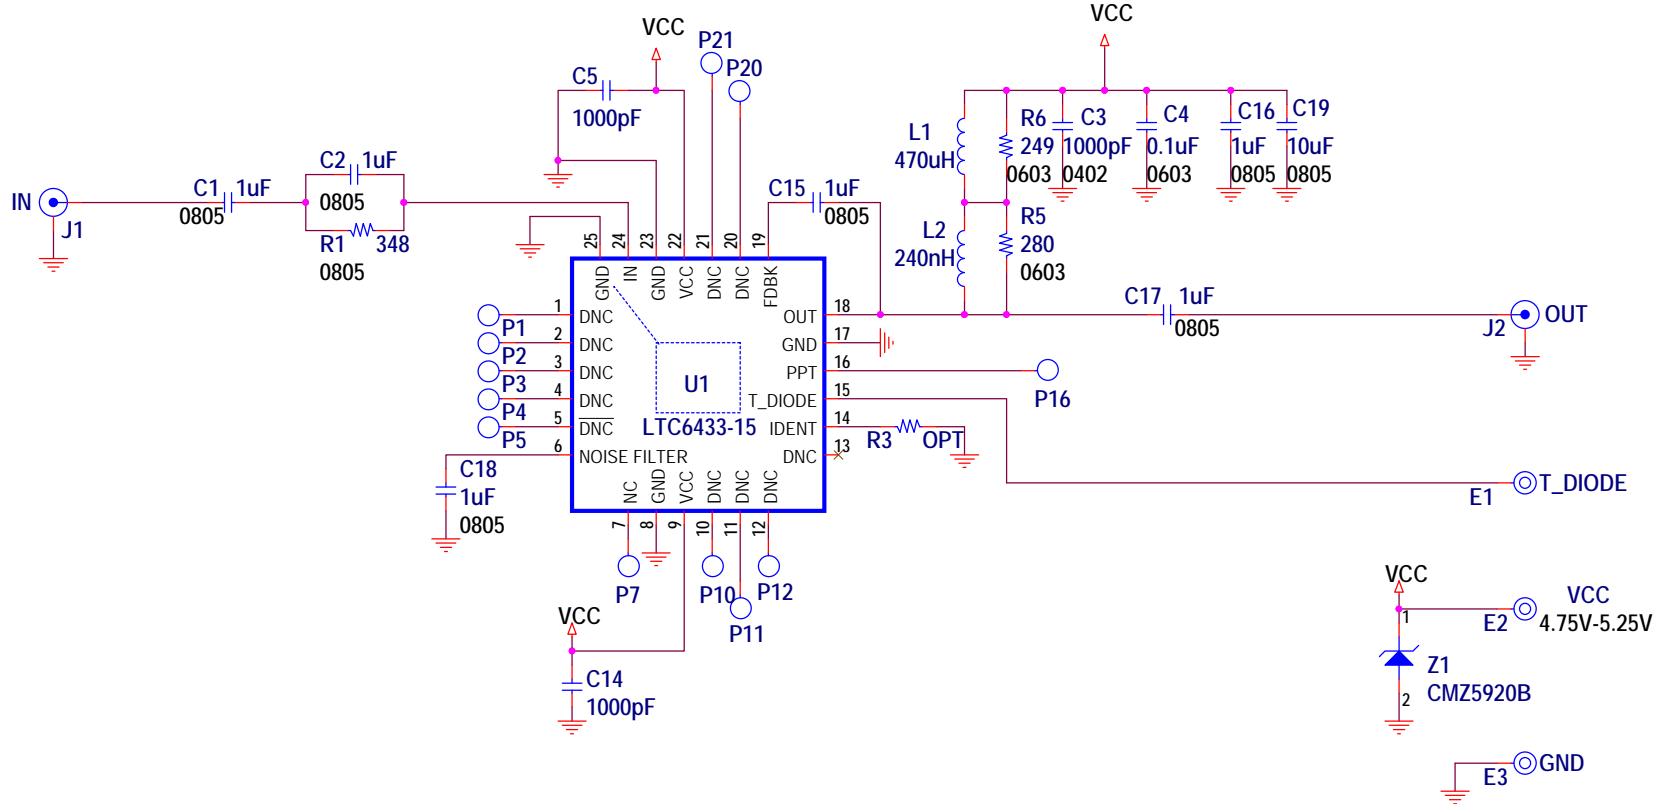 VCC
VCC
P21
P20
C5
1000pF
IN
J1
C1
1uF
0805
C2
1uF
0805
R1
348
0805
C15
1uF
0805
L1
470uH
R6
249
0603
C3
1000pF
0402
C4
0.1uF
0603
C16
1uF
0805
C19
10uF
0805
L2
240nH
R5
280
0603
C17
1uF
0805
J2
OUT
25
24
23
22
21
20
19
GND
IN
GND
VCC
DNC
DNC
FDBK
P1
1
DNC
P2
2
DNC
P3
3
DNC
P4
4
DNC
P5
5
DNC
6
NOISE FILTER
U1
LTC6433-15
OUT
18
GND
17
PPT
16
P16
T_DIODE
15
IDENT
14
R3
OPT
DNC
13
C18
1uF
0805
NC
GND
VCC
DNC
DNC
DNC
7
8
9
10
11
12
P7
P10
P11
P12
VCC
C14
1000pF
E1
T_DIODE
VCC
1
E2
VCC
4.75V-5.25V
Z1
CMZ5920B
2
E3
GND